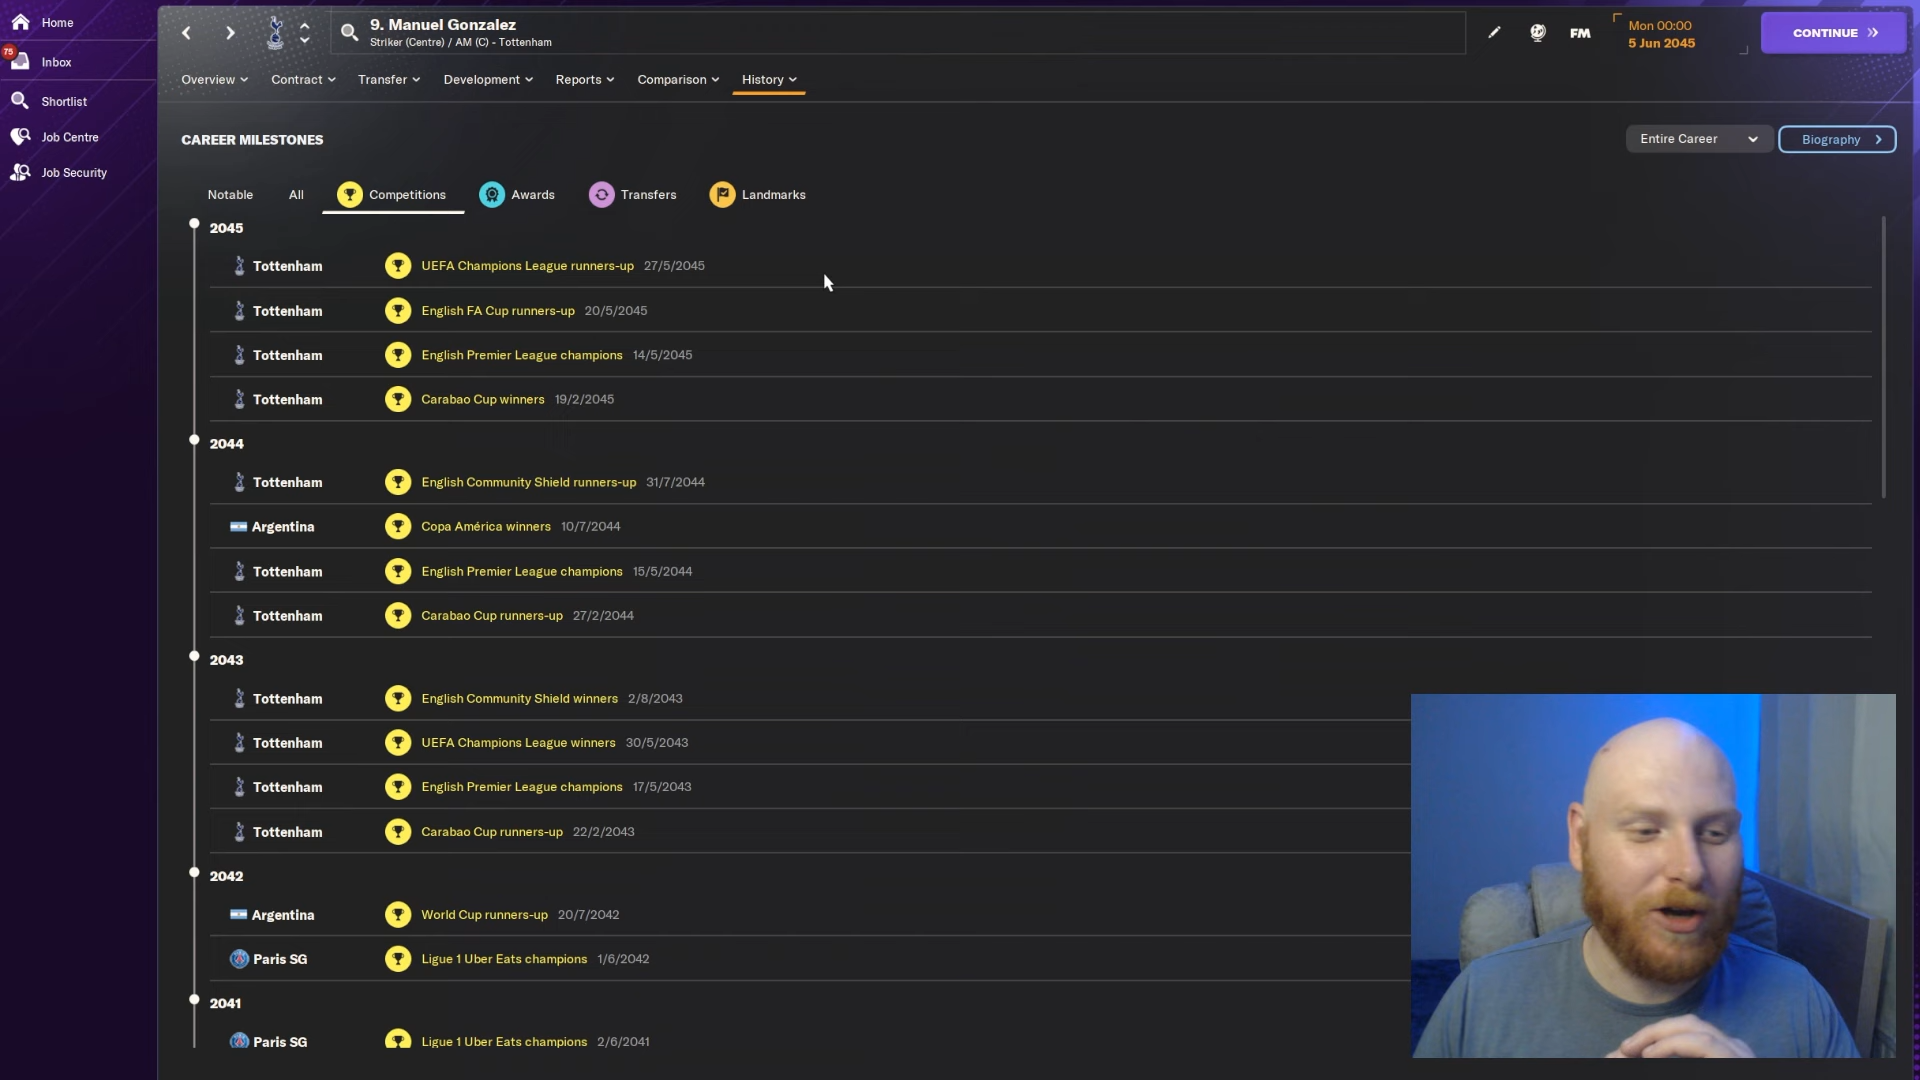 Home
75
Inbox
Shortlist
Job Centre
Job Security
9. Manuel Gonzalez
Striker (Centre) / AM (C) - Tottenham
FM
Mon 00:00
5 Jun 2045
CONTINUE
Overview
Contract
Transfer
Development
Reports
Comparison
History
CAREER MILESTONES
Entire Career
Biography
Notable
All
Competitions
Awards
Transfers
Landmarks
2045
Tottenham UEFA Champions League runners-up 27/5/2045
Tottenham English FA Cup runners-up 20/5/2045
Tottenham English Premier League champions 14/5/2045
Tottenham Carabao Cup winners 19/2/2045
2044
Tottenham English Community Shield runners-up 31/7/2044
Argentina Copa América winners 10/7/2044
Tottenham English Premier League champions 15/5/2044
Tottenham Carabao Cup runners-up 27/2/2044
2043
Tottenham English Community Shield winners 2/8/2043
Tottenham UEFA Champions League winners 30/5/2043
Tottenham English Premier League champions 17/5/2043
Tottenham Carabao Cup runners-up 22/2/2043
2042
Argentina World Cup runners-up 20/7/2042
Paris SG Ligue 1 Uber Eats champions 1/6/2042
2041
Paris SG Ligue 1 Uber Eats champions 2/6/2041